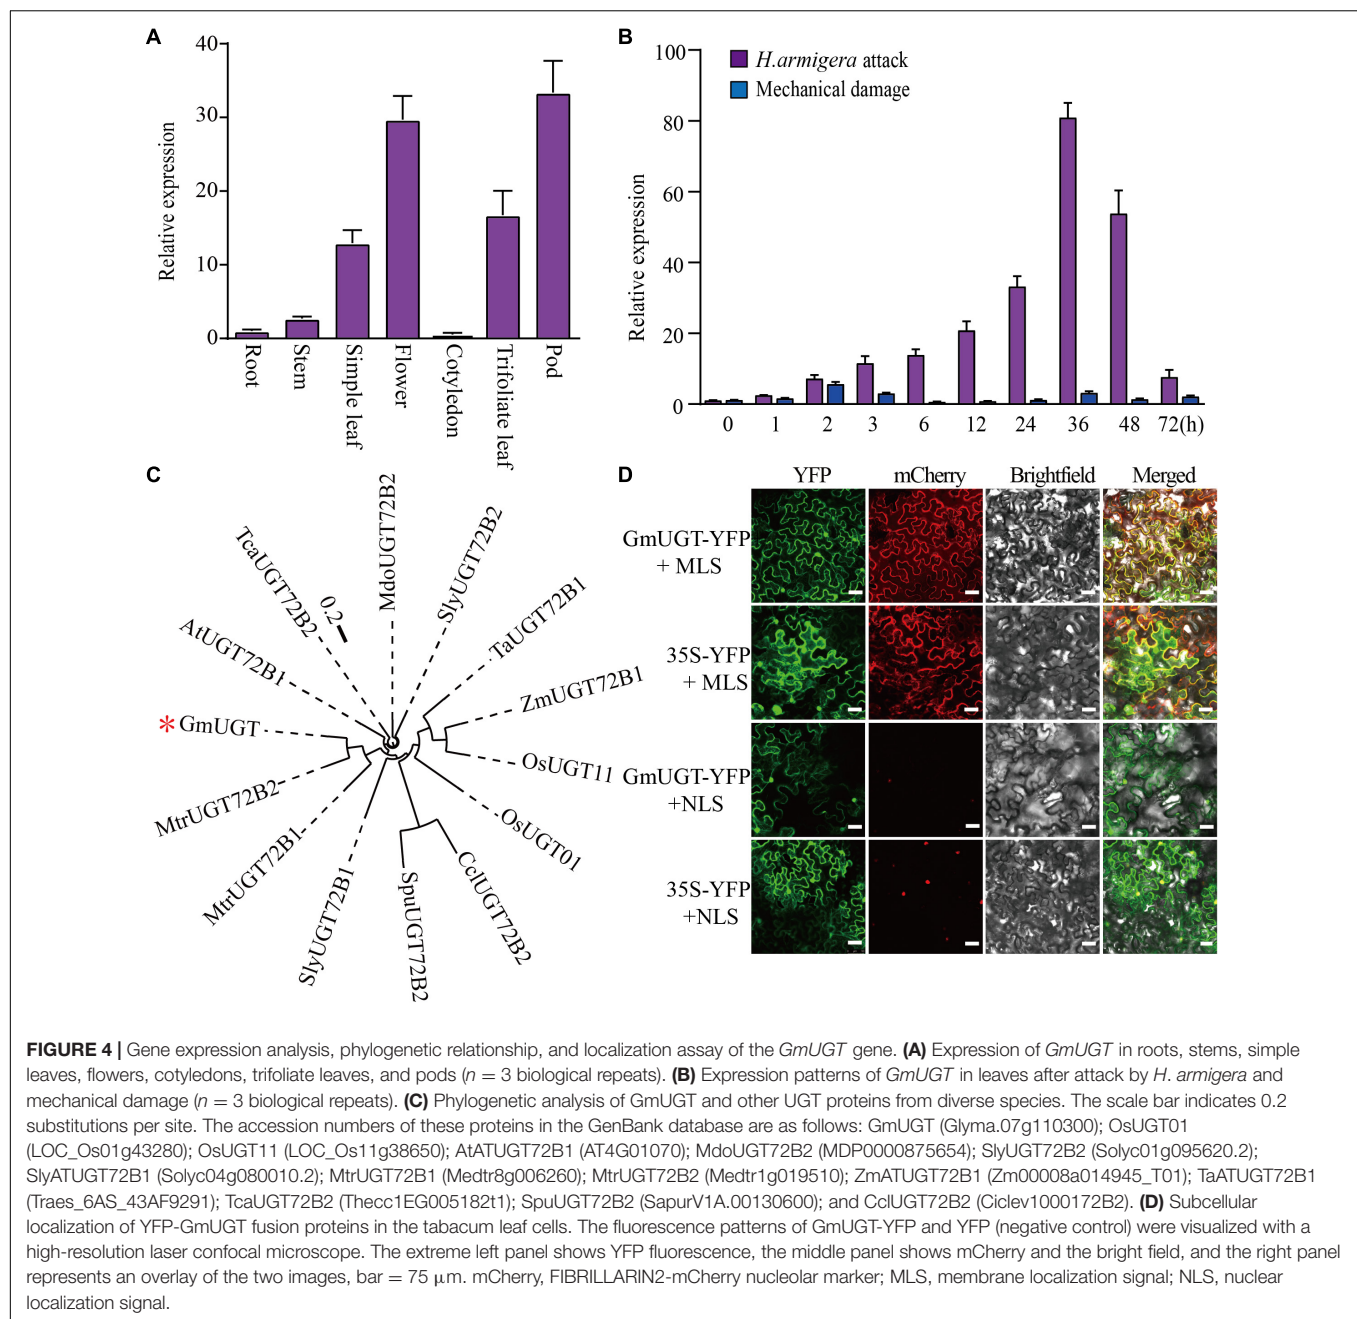 A
40
30
20
10
0
Relative expression
Root
Stem
Simple leaf
Flower
Cotyledon
Trifoliate leaf
Pod
B
100
80
60
40
20
0
Relative expression
H.armigera attack
Mechanical damage
0 1 2 3 6 12 24 36 48 72(h)
C
0.2
TcaUGT72B2
MdoUGT72B2
SlyUGT72B2
TaUGT72B1
ZmUGT72B1
OsUGT11
OsUGT01
CclUGT72B2
SpuUGT72B2
SlyUGT72B1
MtrUGT72B1
MtrUGT72B2
*GmUGT
AtUGT72B1
D
YFP mCherry Brightfield Merged
GmUGT-YFP
+ MLS
35S-YFP
+ MLS
GmUGT-YFP
+NLS
35S-YFP
+NLS
FIGURE 4 | Gene expression analysis, phylogenetic relationship, and localization assay of the GmUGT gene. (A) Expression of GmUGT in roots, stems, simple
leaves, flowers, cotyledons, trifoliate leaves, and pods (n = 3 biological repeats). (B) Expression patterns of GmUGT in leaves after attack by H. armigera and
mechanical damage (n = 3 biological repeats). (C) Phylogenetic analysis of GmUGT and other UGT proteins from diverse species. The scale bar indicates 0.2
substitutions per site. The accession numbers of these proteins in the GenBank database are as follows: GmUGT (Glyma.07g110300); OsUGT01
(LOC_Os01g43280); OsUGT11 (LOC_Os11g38650); AtATUGT72B1 (AT4G01070); MdoUGT72B2 (MDP0000875654); SlyUGT72B2 (Solyc01g095620.2);
SlyATUGT72B1 (Solyc04g080010.2); MtrUGT72B1 (Medtr8g006260); MtrUGT72B2 (Medtr1g019510); ZmATUGT72B1 (Zm00008a014945_T01); TaATUGT72B1
(Traes_6AS_43AF9291); TcaUGT72B2 (Thecc1EG005182t1); SpuUGT72B2 (SapurV1A.00130600); and CclUGT72B2 (Ciclev1000172B2). (D) Subcellular
localization of YFP-GmUGT fusion proteins in the tabacum leaf cells. The fluorescence patterns of GmUGT-YFP and YFP (negative control) were visualized with a
high-resolution laser confocal microscope. The extreme left panel shows YFP fluorescence, the middle panel shows mCherry and the bright field, and the right panel
represents an overlay of the two images, bar = 75 μm. mCherry, FIBRILLARIN2-mCherry nucleolar marker; MLS, membrane localization signal; NLS, nuclear
localization signal.